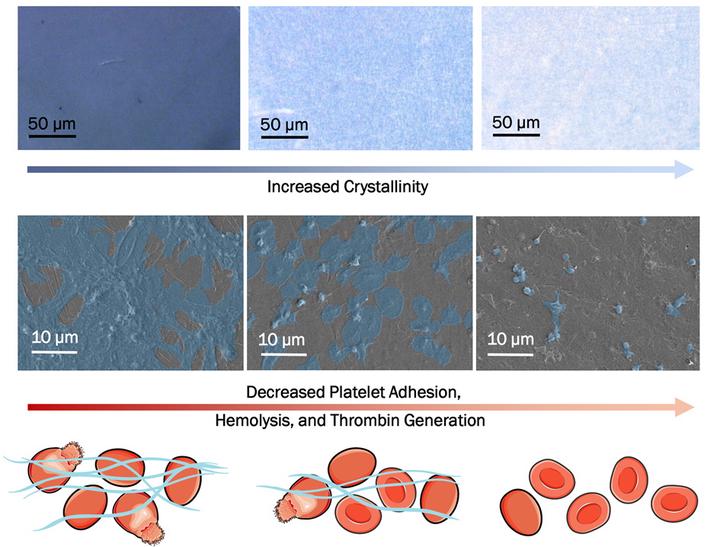 50 µm
50 µm
50 µm
Increased Crystallinity
10 µm
10 µm
10 µm
Decreased Platelet Adhesion,
Hemolysis, and Thrombin Generation